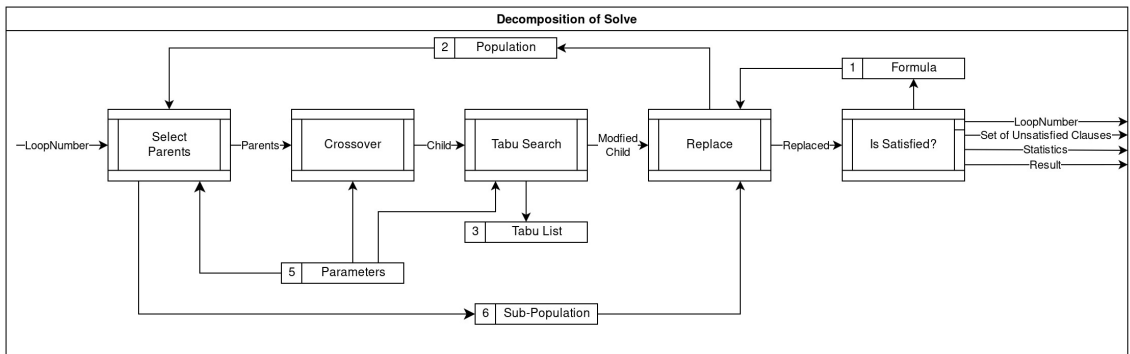 Decomposition of Solve
2 Population
1 Formula
LoopNumber
Select
Parents
Parents
Crossover
Child
Tabu Search
Modfied
Child
Replace
Replaced
Is Satisfied?
LoopNumber
Set of Unsatisfied Clauses
Statistics
Result
3 Tabu List
5 Parameters
6 Sub-Population